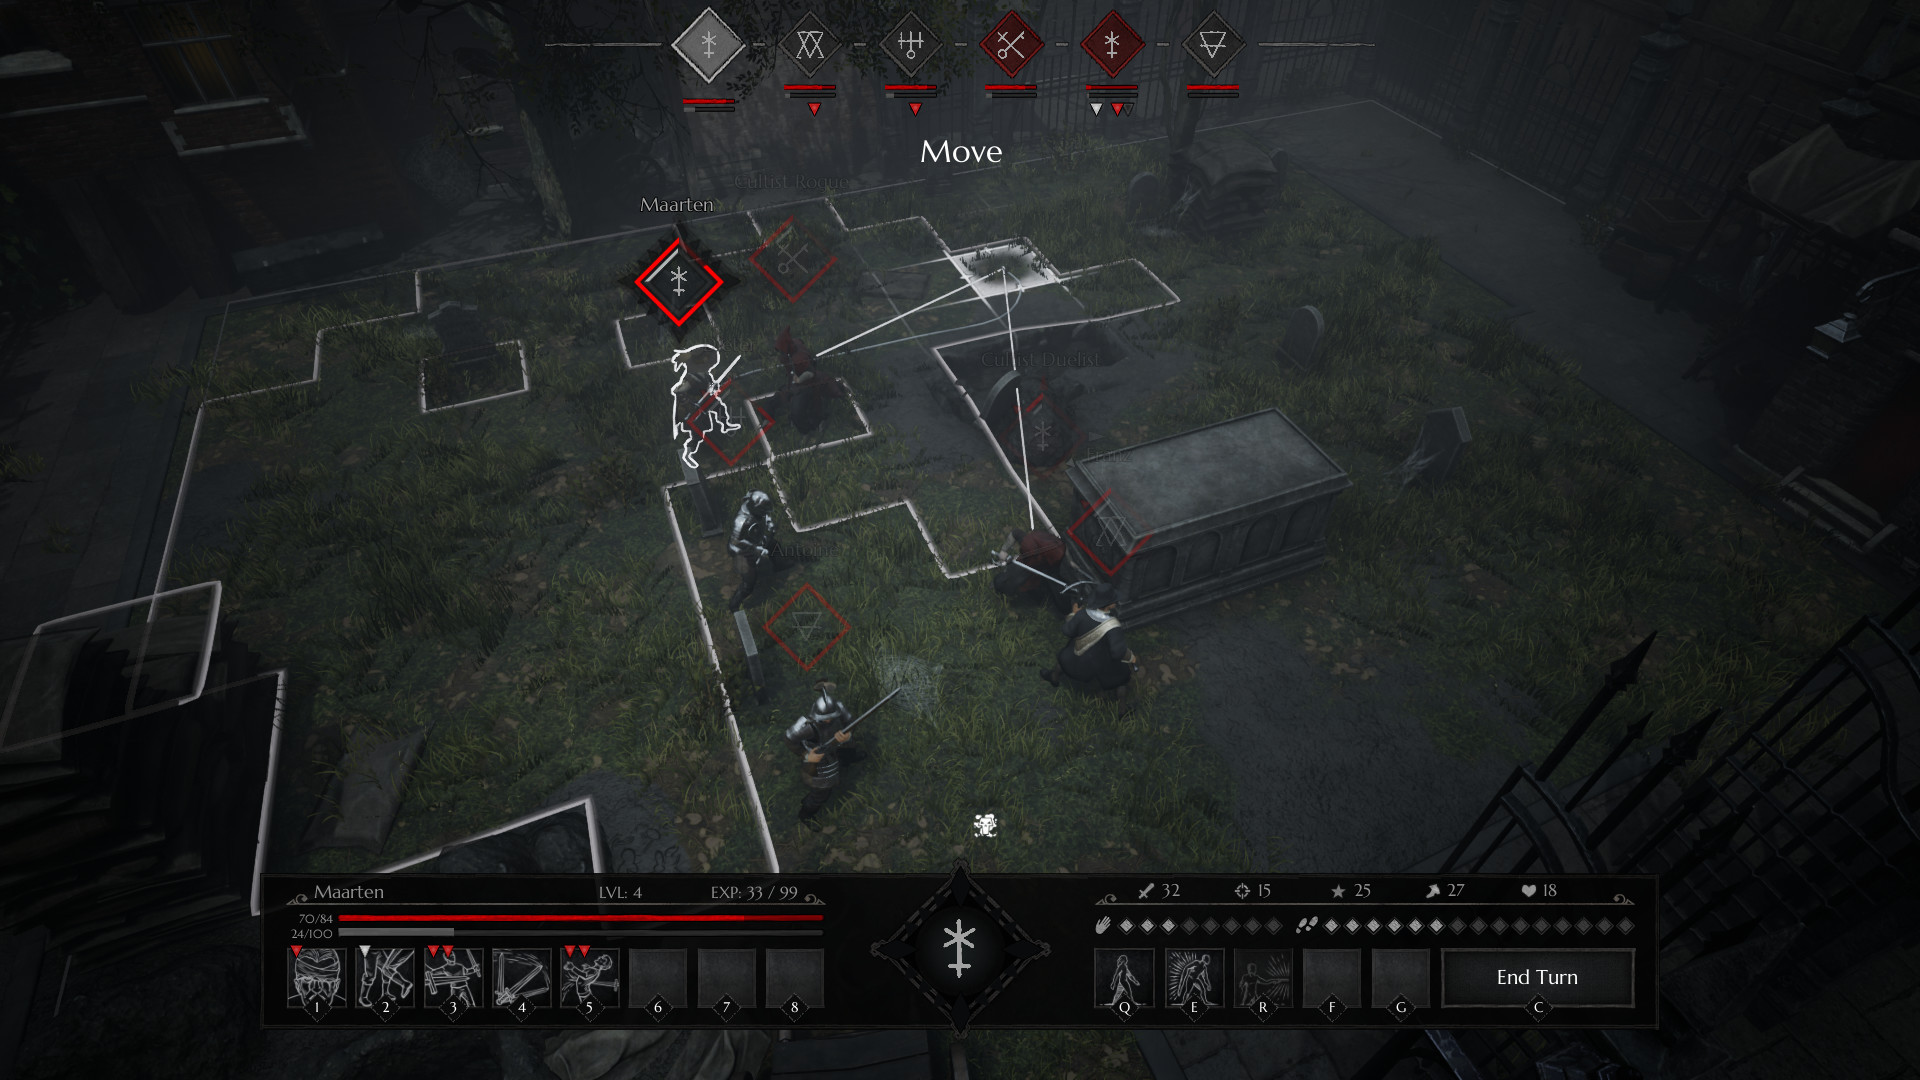 Move
Cultist Rogue
Maarten
Cultist Duelist
Maarten
LVL: 4
EXP: 33 / 99
70/84
24/100
1
2
3
4
5
6
7
8
32
15
25
27
18
Q
E
R
F
G
End Turn
C